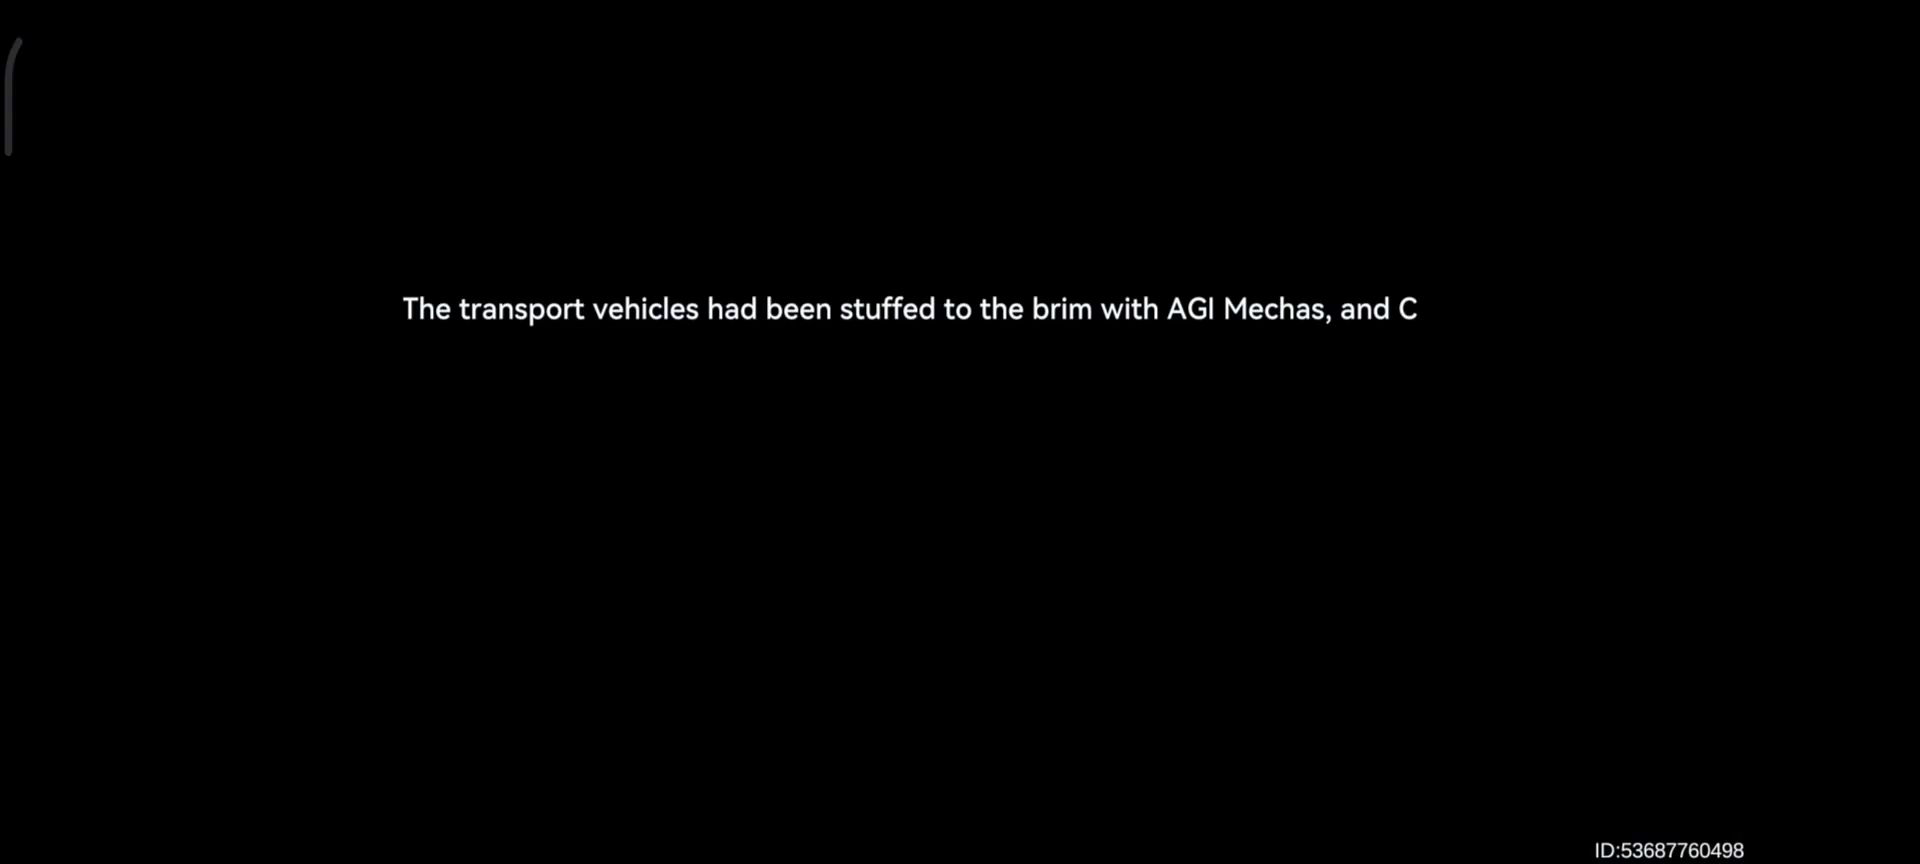 The transport vehicles had been stuffed to the brim with AGI Mechas, and C
ID:53687760498